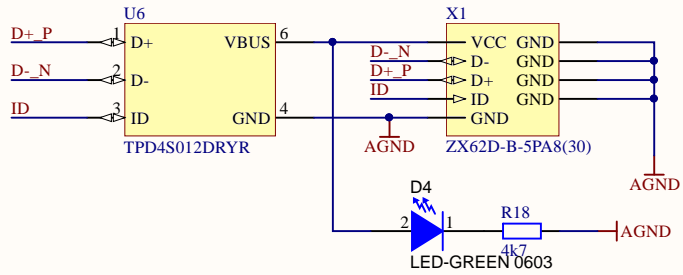 U6
X1
D+_P
1
D+
VBUS
6
VCC
GND
D-_N
D-
GND
D-_N
2
D-
D+_P
D+
GND
ID
ID
GND
ID
3
ID
GND
4
GND
AGND
TPD4S012DRYR
ZX62D-B-5PA8(30)
AGND
D4
2
1
R18
AGND
4k7
LED-GREEN 0603